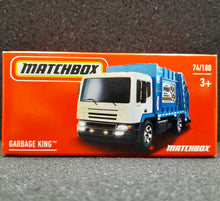 MATCHBOX
74/100
3+
GARBAGE KING™
MATCHBOX